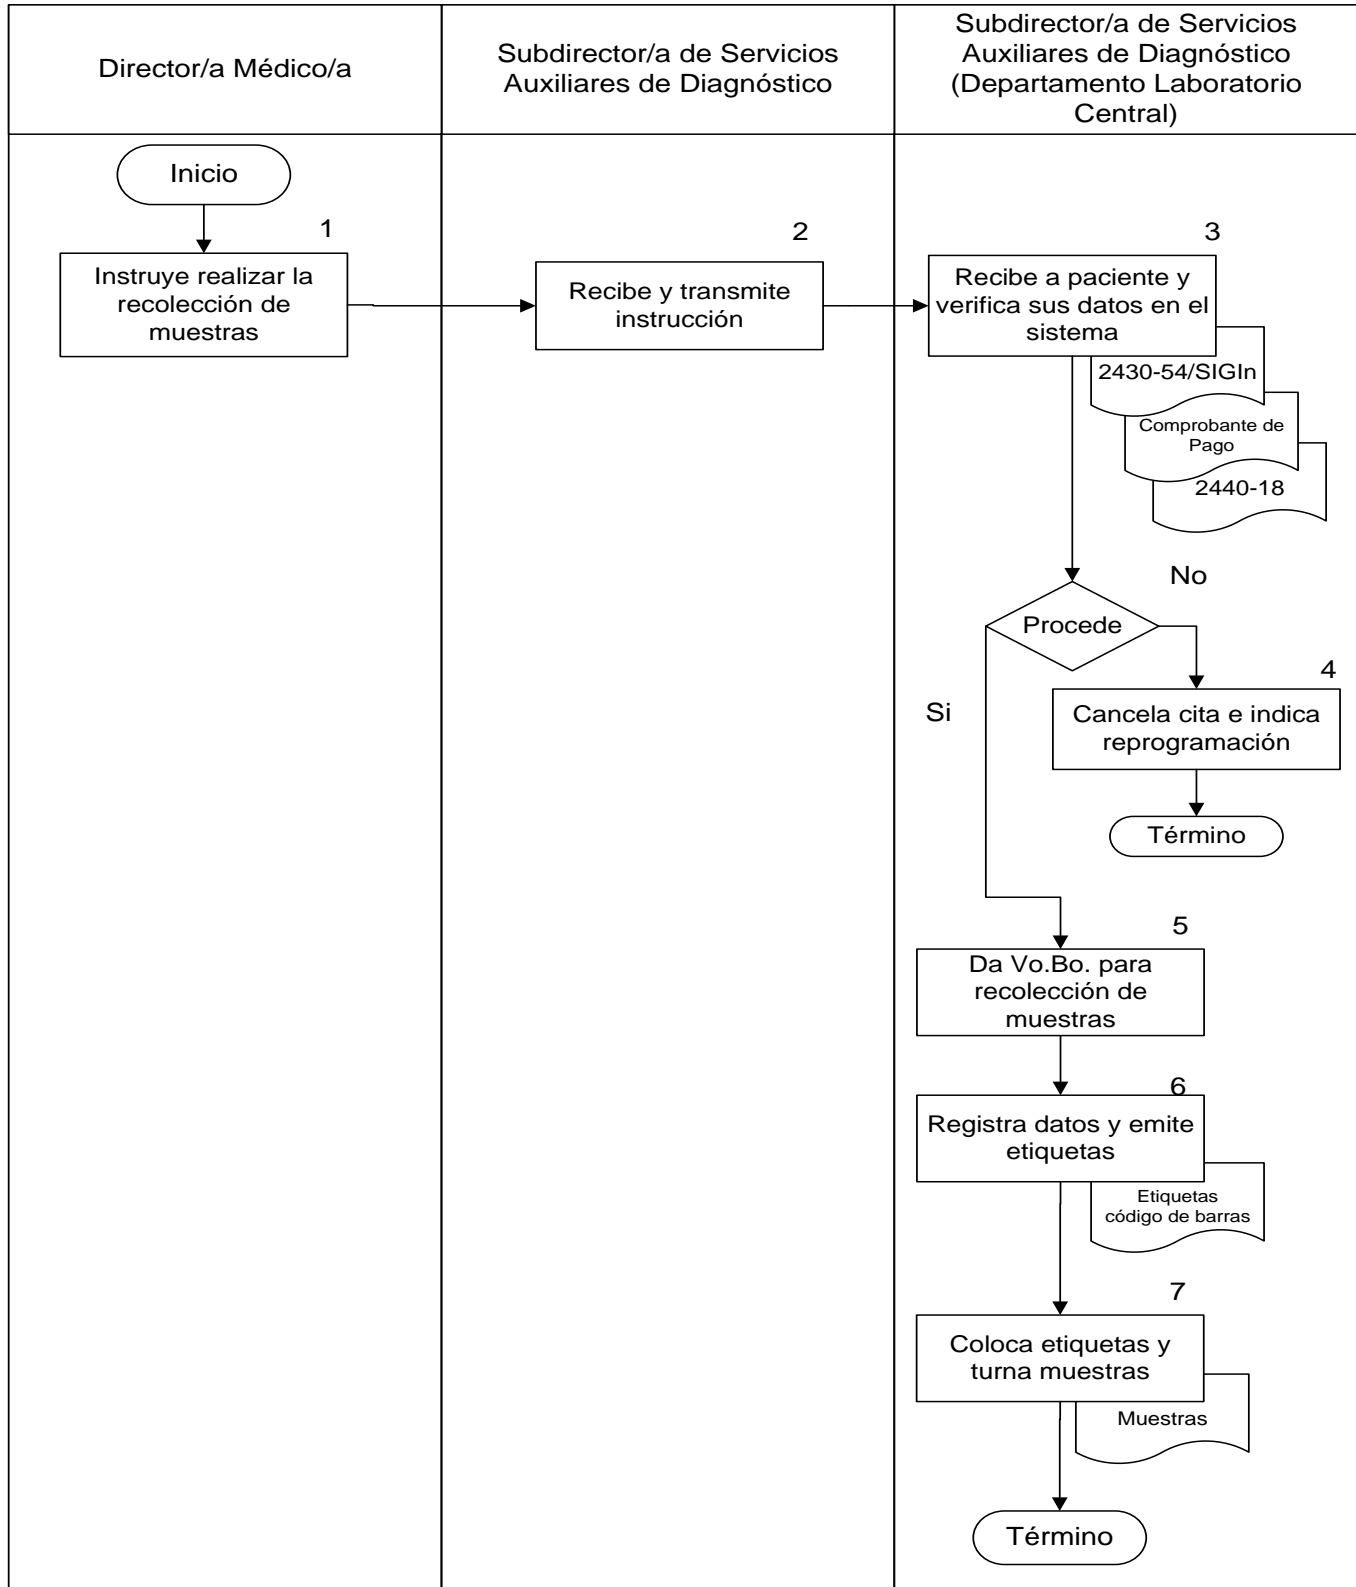 Director/a Médico/a
Subdirector/a de Servicios
Auxiliares de Diagnóstico
Subdirector/a de Servicios
Auxiliares de Diagnóstico
(Departamento Laboratorio
Central)
Inicio
1
Instruye realizar la
recolección de
muestras
2
Recibe y transmite
instrucción
3
Recibe a paciente y
verifica sus datos en el
sistema
2430-54/SIGIn
Comprobante de
Pago
2440-18
No
Procede
Si
4
Cancela cita e indica
reprogramación
Término
5
Da Vo.Bo. para
recolección de
muestras
6
Registra datos y emite
etiquetas
Etiquetas
código de barras
7
Coloca etiquetas y
turna muestras
Muestras
Término